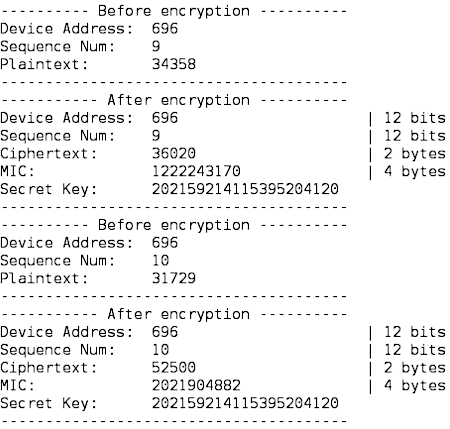 ---------- Before encryption ----------
Device Address: 696
Sequence Num: 9
Plaintext: 34358
---------------------------------------
---------- After encryption ----------
Device Address: 696 | 12 bits
Sequence Num: 9 | 12 bits
Ciphertext: 36020 | 2 bytes
MIC: 1222243170 | 4 bytes
Secret Key: 202159214115395204120
---------------------------------------
---------- Before encryption ----------
Device Address: 696
Sequence Num: 10
Plaintext: 31729
---------------------------------------
---------- After encryption ----------
Device Address: 696 | 12 bits
Sequence Num: 10 | 12 bits
Ciphertext: 52500 | 2 bytes
MIC: 2021904882 | 4 bytes
Secret Key: 202159214115395204120
---------------------------------------